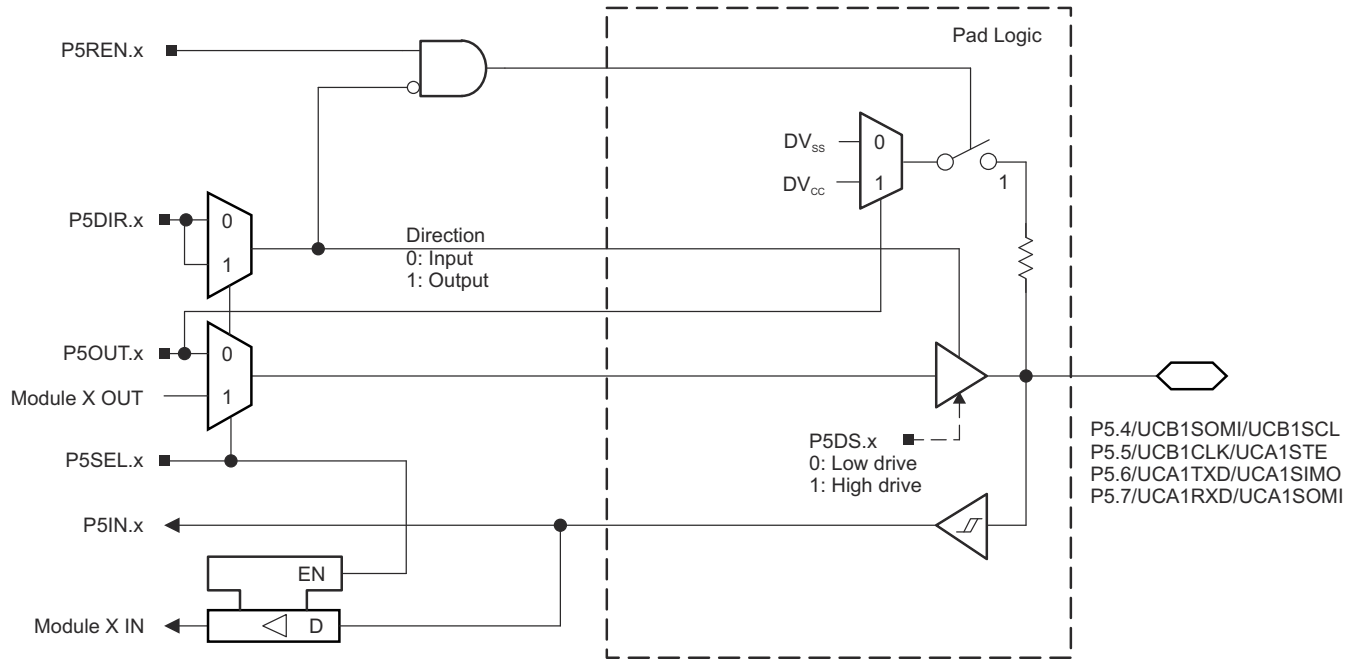 Pad Logic
P5REN.x
DVSS
0
DVCC
1
1
P5DIR.x
0
1
Direction
0: Input
1: Output
P5OUT.x
0
Module X OUT
1
P5DS.x
0: Low drive
1: High drive
P5.4/UCB1SOMI/UCB1SCL
P5.5/UCB1CLK/UCA1STE
P5.6/UCA1TXD/UCA1SIMO
P5.7/UCA1RXD/UCA1SOMI
P5SEL.x
P5IN.x
EN
Module X IN
D